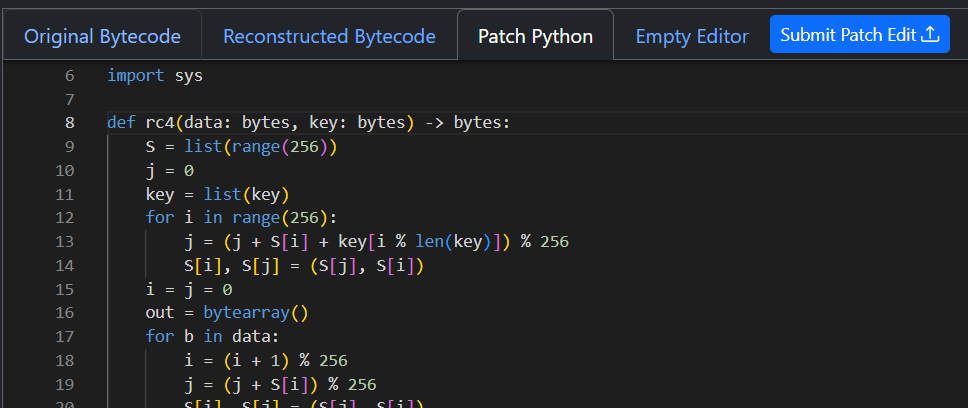 Original Bytecode Reconstructed Bytecode Patch Python Empty Editor Submit Patch Edit
6 import sys
7
8 def rc4(data: bytes, key: bytes) -> bytes:
9     S = list(range(256))
10     j = 0
11     key = list(key)
12     for i in range(256):
13         j = (j + S[i] + key[i % len(key)]) % 256
14         S[i], S[j] = (S[j], S[i])
15     i = j = 0
16     out = bytearray()
17     for b in data:
18         i = (i + 1) % 256
19         j = (j + S[i]) % 256
20         S[i], S[j] = (S[j], S[i])